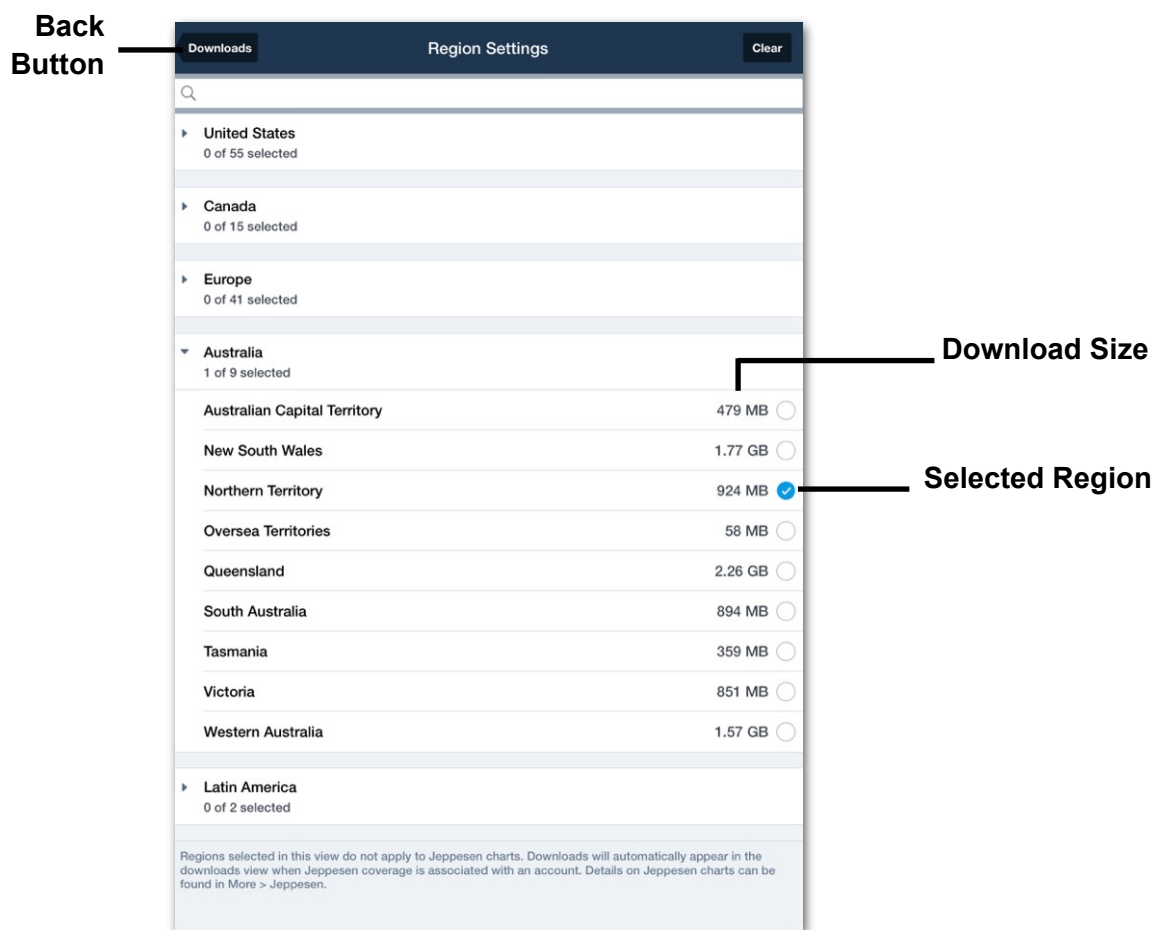 Back
Button
Downloads
Region Settings
Clear
United States
0 of 55 selected
Canada
0 of 15 selected
Europe
0 of 41 selected
Australia
1 of 9 selected
Download Size
Australian Capital Territory 479 MB
New South Wales 1.77 GB
Northern Territory 924 MB
Selected Region
Oversea Territories 58 MB
Queensland 2.26 GB
South Australia 894 MB
Tasmania 359 MB
Victoria 851 MB
Western Australia 1.57 GB
Latin America
0 of 2 selected
Regions selected in this view do not apply to Jeppesen charts. Downloads will automatically appear in the
downloads view when Jeppesen coverage is associated with an account. Details on Jeppesen charts can be
found in More > Jeppesen.